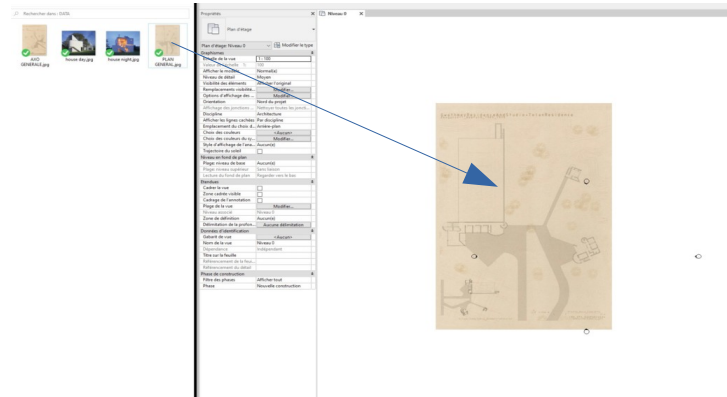 Rechercher dans : DIÓN
AXO
GENERALE.jpg
house day.jpg
house night.jpg
PLAN
GENERAL.jpg
Propriétés
Plan d'étage
Plan d'étage: Niveau 0
Modifier le type
Graphismes
Echelle de la vue 1 : 100
Valeur de l'échelle 1: 100
Afficher le modèle Normal(e)
Niveau de détail Moyen
Visibilité des éléments Afficher l'original
Remplacements visibilité... Modifier...
Options d'affichage des ... Modifier...
Orientation Nord du projet
Affichage des jonctions ... Nettoyer toutes les joncti...
Discipline Architecture
Afficher les lignes cachées Par discipline
Emplacement du choix d... Arrière-plan
Choix des couleurs <Aucun>
Choix des couleurs du sy... Modifier...
Style d'affichage de l'ana... Aucun(e)
Trajectoire du soleil
Niveau en fond de plan
Plage: niveau de base Aucun(e)
Plage: niveau supérieur Sans liaison
Lecture du fond de plan Regarder vers le bas
Etendues
Cadrer la vue
Zone cadrée visible
Cadrage de l'annotation
Plage de la vue Modifier...
Niveau associé Niveau 0
Zone de définition Aucun(e)
Délimitation de la profon... Aucune délimitation
Données d'identification
Gabarit de vue <Aucun>
Nom de la vue Niveau 0
Dépendance Indépendant
Titre sur la feuille
Référencement de la feui...
Référencement du détail
Phase de construction
Filtre des phases Afficher tout
Phase Nouvelle construction
Niveau 0